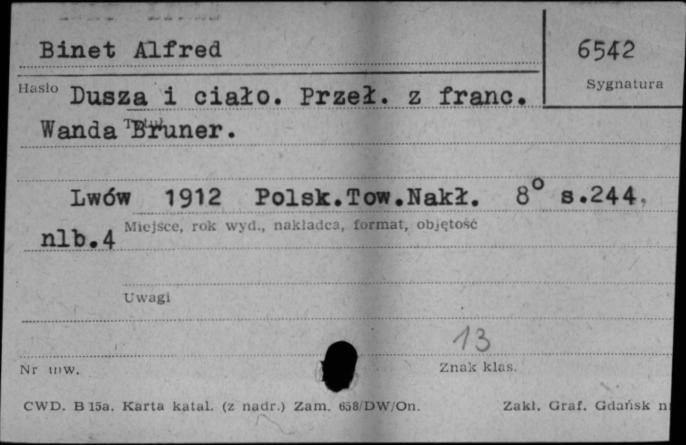 Binet Alfred
6542
Hasło
Sygnatura
Dusza i ciało. Przeł. z franc.
Wanda Bruner.
Tytuł
Lwów 1912 Polsk.Tow.Nakł. 8° s.244,
Miejsce, rok wyd., nakładca, format, objętość
nlb.4
Uwagi
13
Nr inw.
Znak klas.
CWD. B 15a. Karta katal. (z nadr.) Zam. 658/DW/On.
Zakł. Graf. Gdańsk